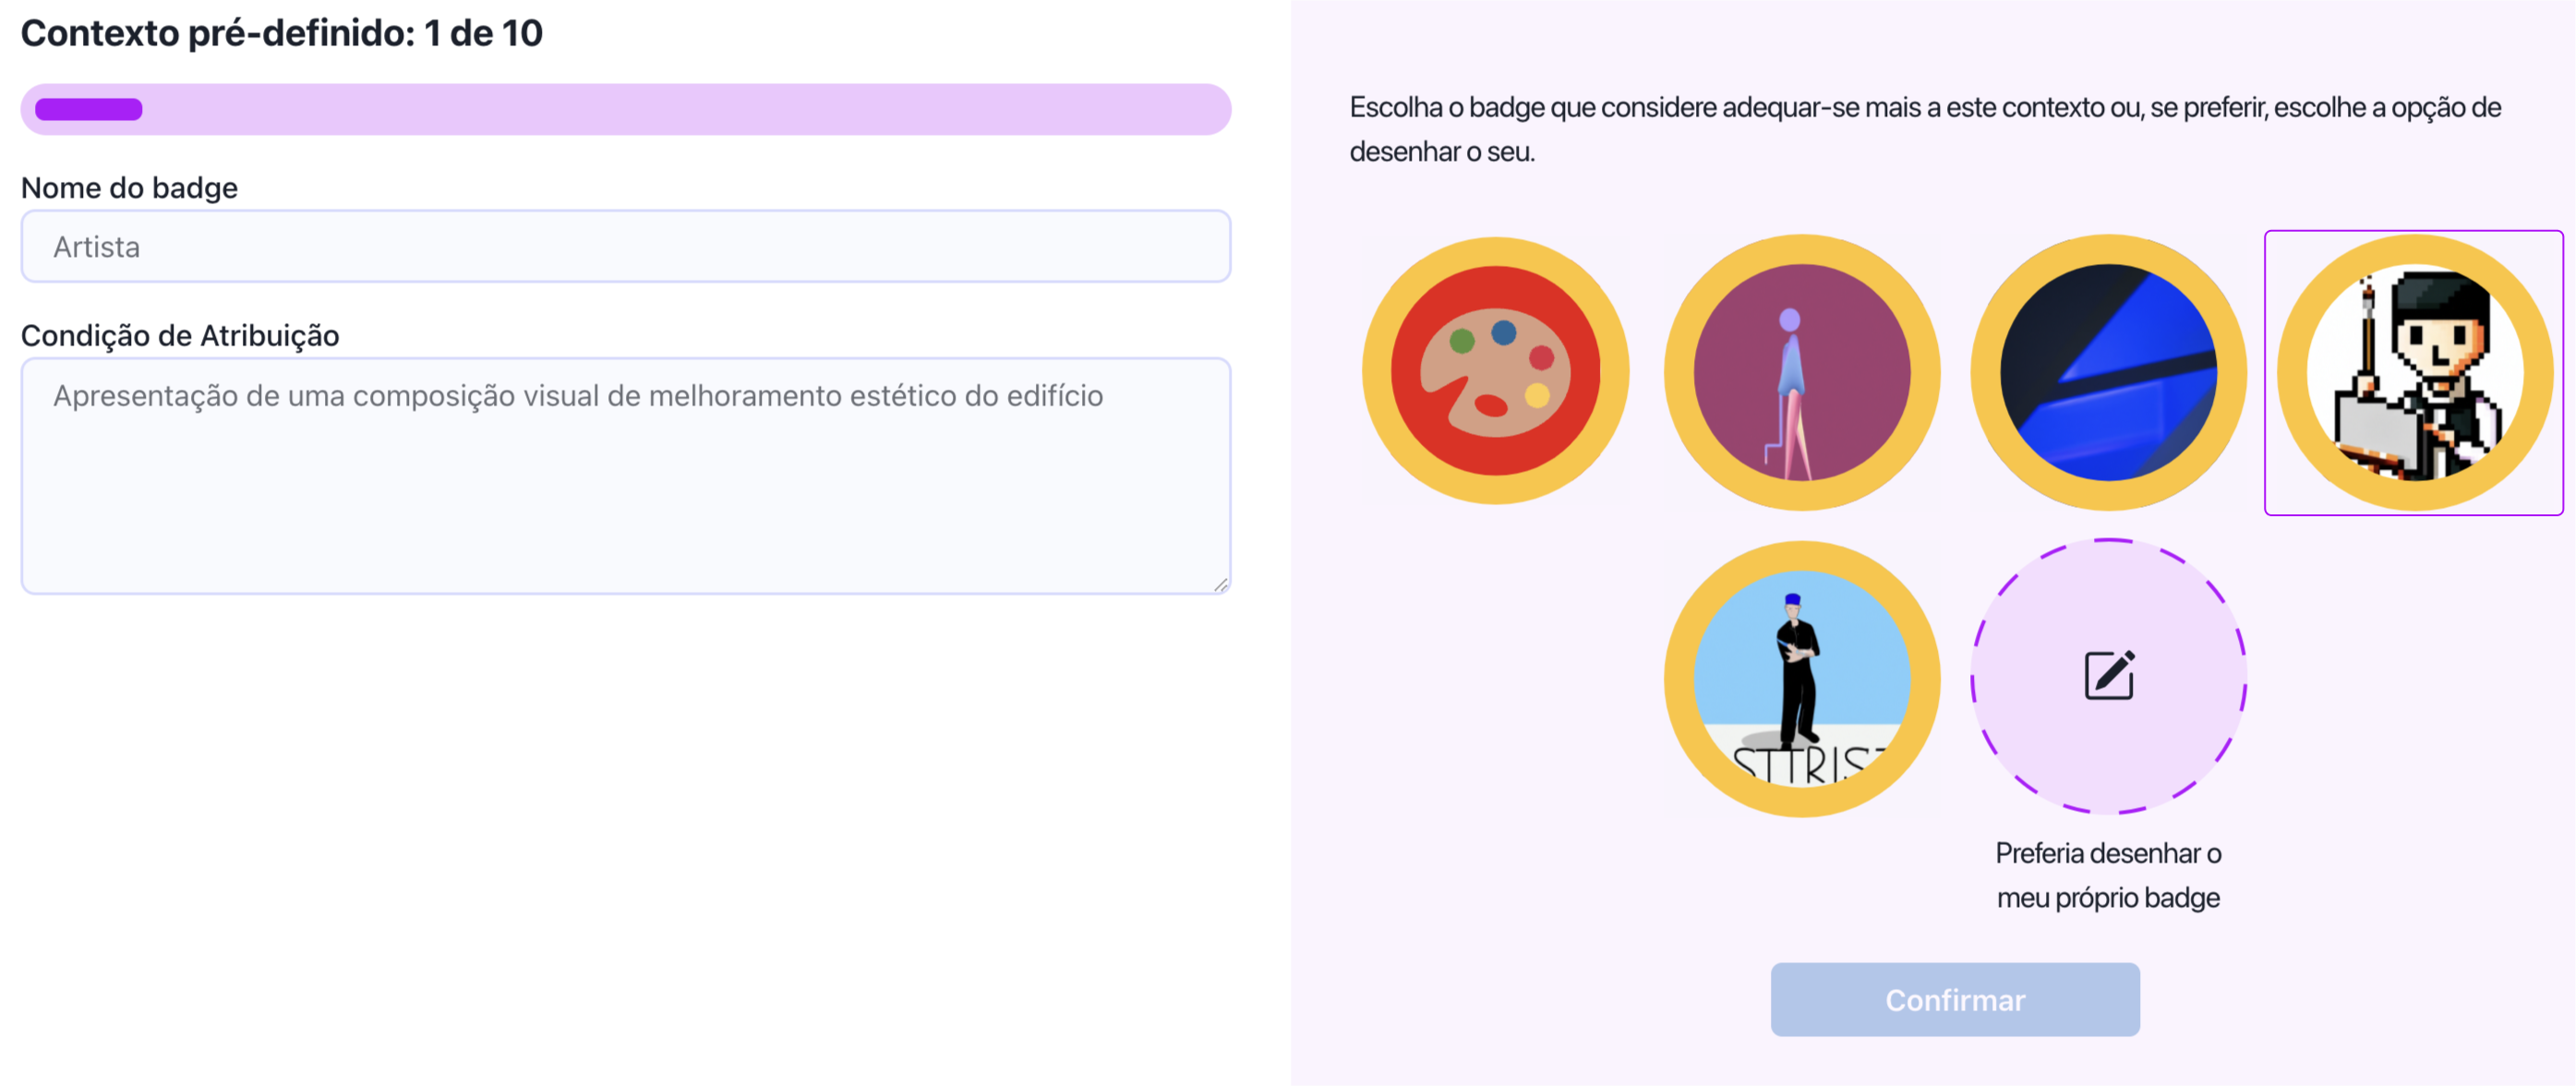 Contexto pré-definido: 1 de 10
Nome do badge
Artista
Condição de Atribuição
Apresentação de uma composição visual de melhoramento estético do edifício
Escolha o badge que considere adequar-se mais a este contexto ou, se preferir, escolhe a opção de
desenhar o seu.
STTRIS
Preferia desenhar o
meu próprio badge
Confirmar